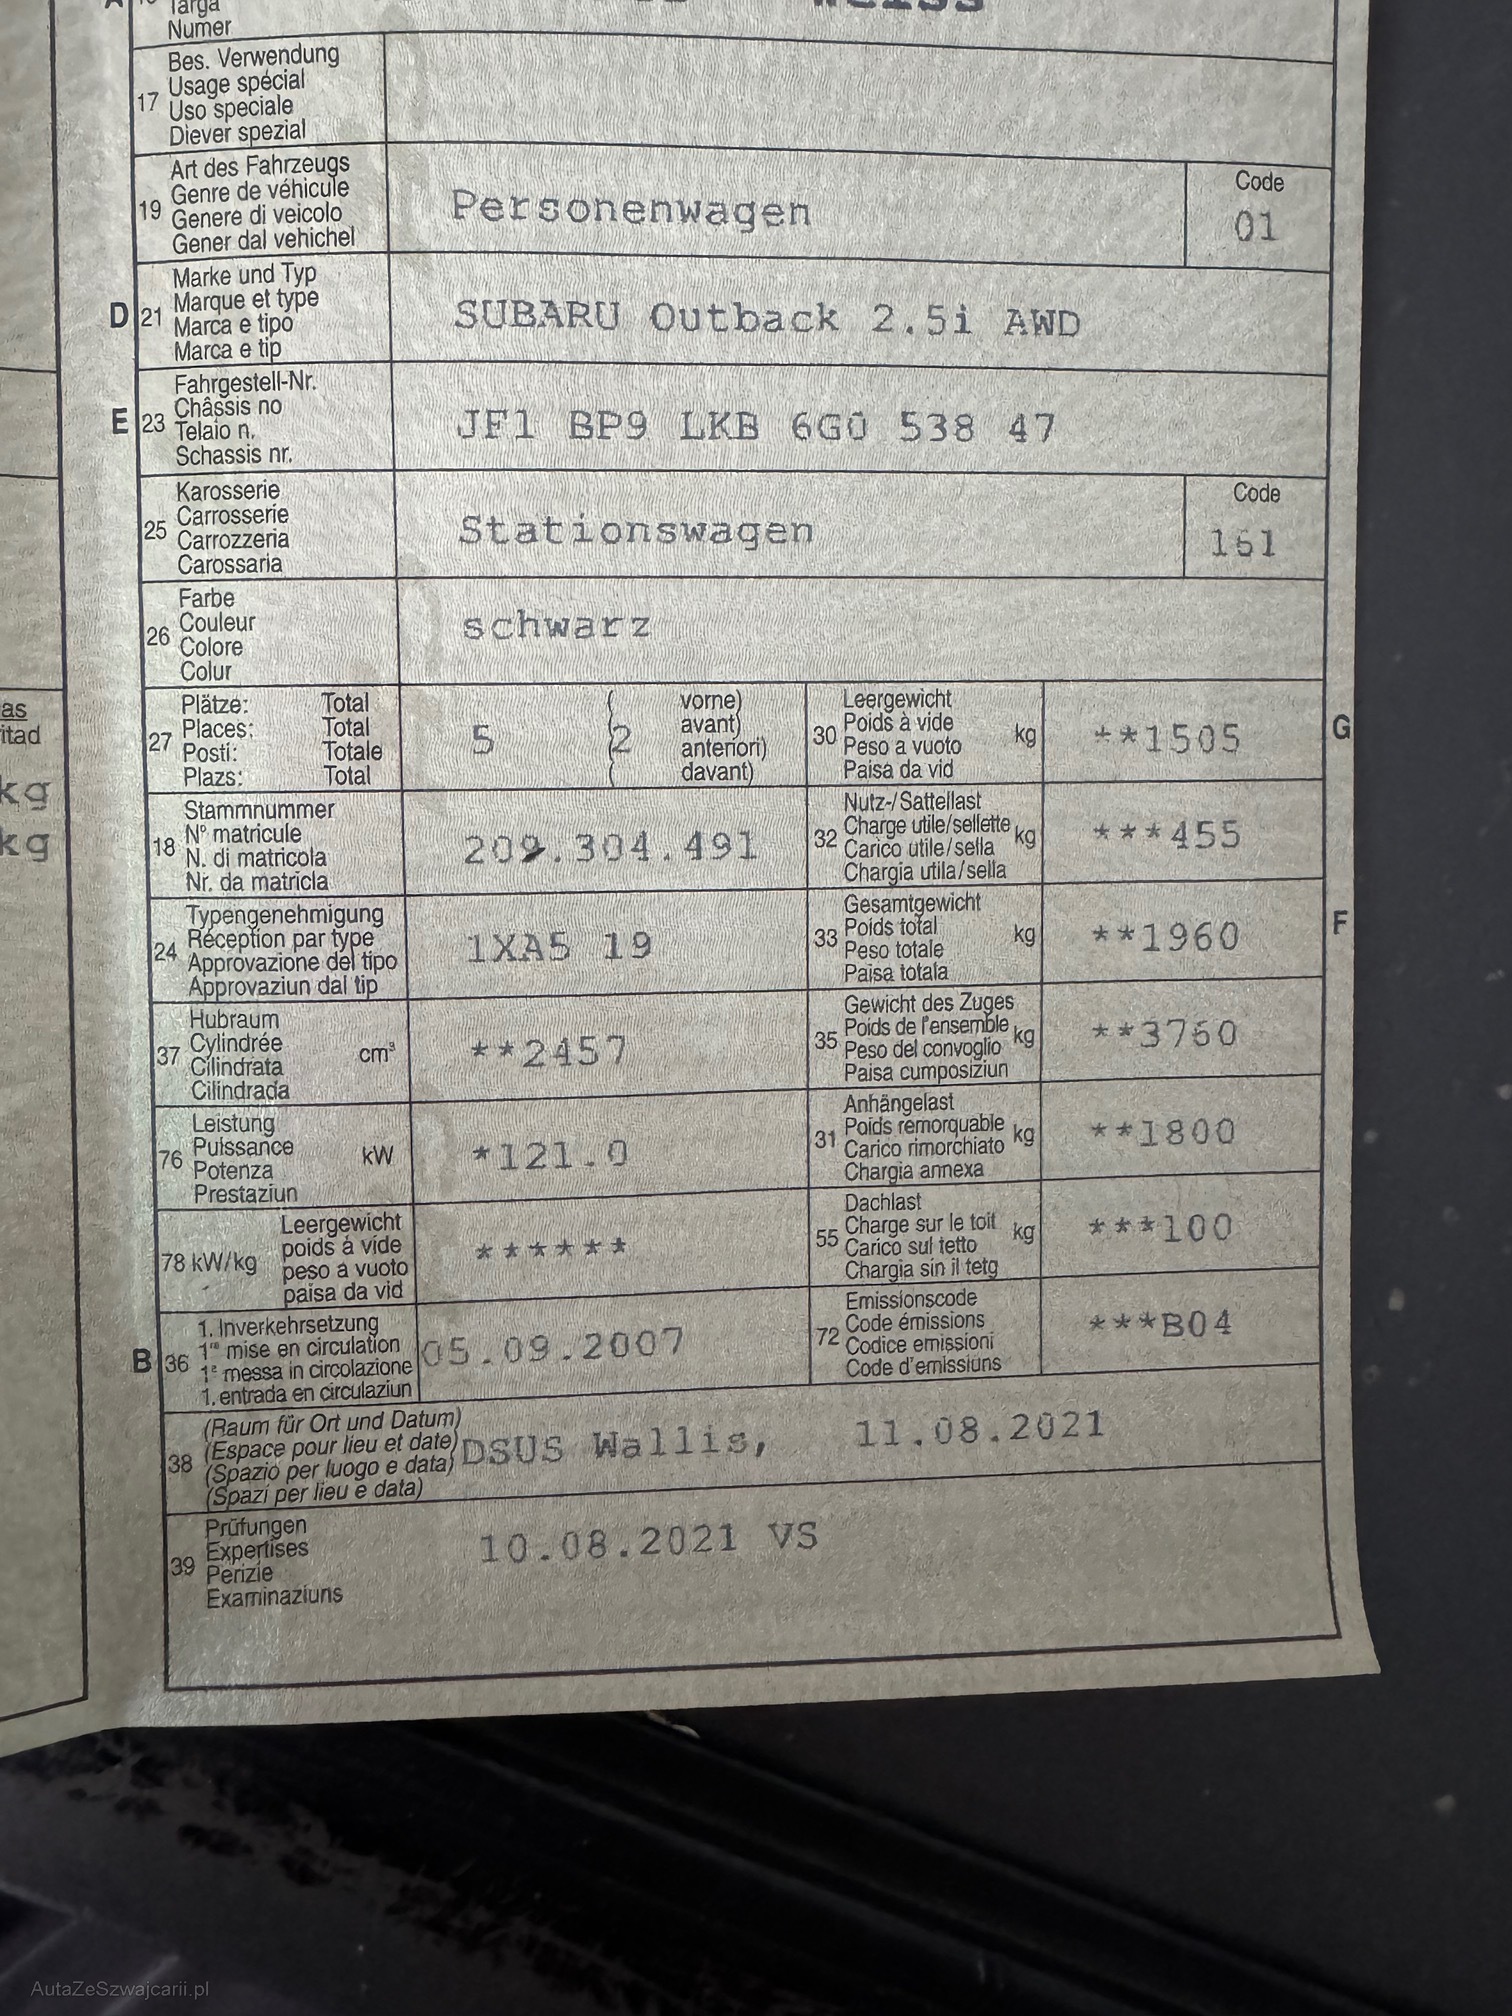 Targa
Numer
17 Bes. Verwendung
Usage spécial
Uso speciale
Diever spezial
19 Art des Fahrzeugs
Genre de véhicule
Genere di veicolo
Gener dal vehichel
Personenwagen
Code
01
D 21 Marke und Typ
Marque et type
Marca e tipo
Marca e tip
SUBARU Outback 2.5i AWD
E 23 Fahrgestell-Nr.
Châssis no
Telaio n.
Schassis nr.
JF1 BP9 LKB 6G0 538 47
25 Karosserie
Carrosserie
Carrozzeria
Carossaria
Stationswagen
Code
161
26 Farbe
Couleur
Colore
Colur
schwarz
27 Plätze: Total
Places: Total
Posti: Totale
Plazs: Total
5 (2 vorne)
avant)
anteriori)
( davant)
30 Leergewicht
Poids à vide
Peso a vuoto
Paisa da vid
kg
**1505
G
18 Stammnummer
N° matricule
N. di matricola
Nr. da matricla
209.304.491
32 Nutz-/Sattellast
Charge utile/sellette
Carico utile/sella
Chargia utila/sella
kg
***455
24 Typengenehmigung
Réception par type
Approvazione del tipo
Approvaziun dal tip
1XA5 19
33 Gesamtgewicht
Poids total
Peso totale
Paisa totala
kg
**1960
F
37 Hubraum
Cylindrée
Cilindrata
Cilindrada
cm³
**2457
35 Gewicht des Zuges
Poids de l'ensemble
Peso del convoglio
Paisa cumposiziun
kg
**3760
76 Leistung
Puissance
Potenza
Prestaziun
kW
*121.0
31 Anhängelast
Poids remorquable
Carico rimorchiato
Chargia annexa
kg
**1800
78 kW/kg Leergewicht
poids à vide
peso a vuoto
paisa da vid
******
55 Dachlast
Charge sur le toit
Carico sul tetto
Chargia sin il tetg
kg
***100
B 36 1. Inverkehrsetzung
1re mise en circulation
1a messa in circolazione
1. entrada en circulaziun
05.09.2007
72 Emissionscode
Code émissions
Codice emissioni
Code d'emissiuns
***B04
38 (Raum für Ort und Datum)
(Espace pour lieu et date)
(Spazio per luogo e data)
(Spazi per lieu e data)
DSUS Wallis, 11.08.2021
39 Prüfungen
Expertises
Perizie
Examinaziuns
10.08.2021 VS
kg
kg
AutaZeSzwajcarii.pl